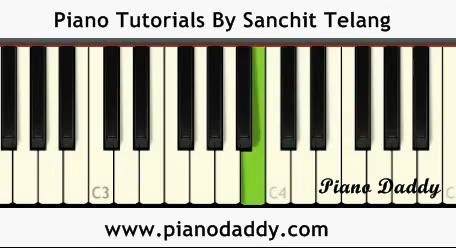 Piano Tutorials By Sanchit Telang
C3
C4
Piano Daddy
www.pianodaddy.com